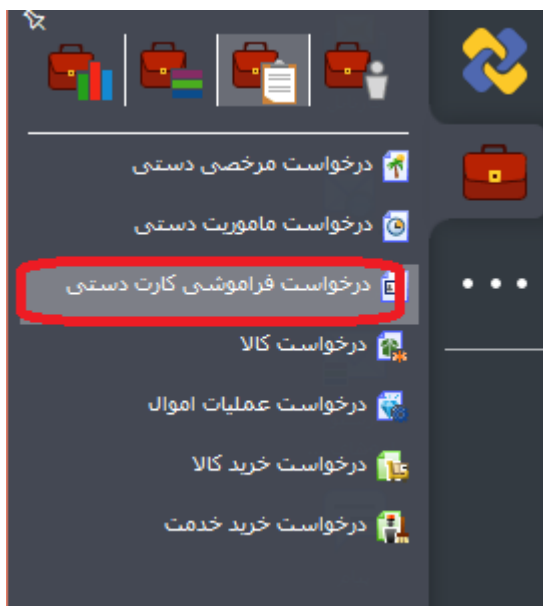 درخواست مرخصی دستی
درخواست ماموریت دستی
درخواست فراموشی کارت دستی
درخواست کالا
درخواست عملیات اموال
درخواست خرید کالا
درخواست خرید خدمت